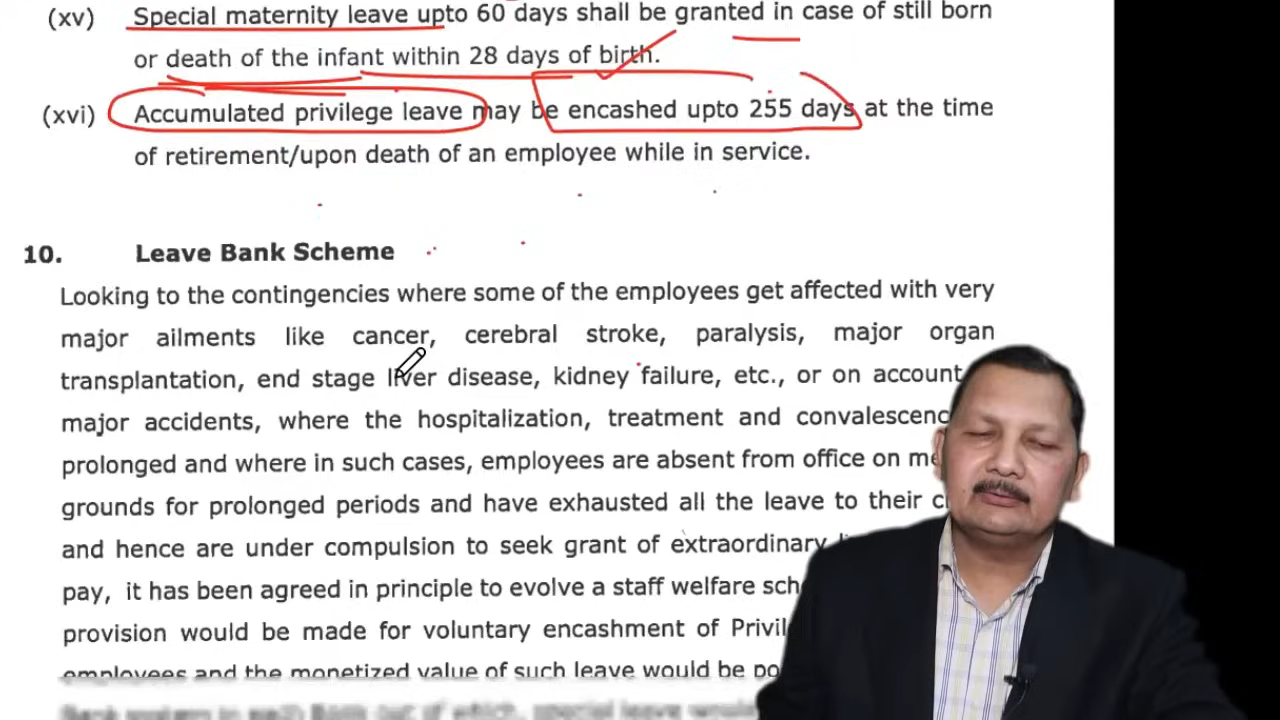 (xv) Special maternity leave upto 60 days shall be granted in case of still born
or death of the infant within 28 days of birth.
(xvi) Accumulated privilege leave may be encashed upto 255 days at the time
of retirement/upon death of an employee while in service.
10. Leave Bank Scheme
Looking to the contingencies where some of the employees get affected with very
major ailments like cancer, cerebral stroke, paralysis, major organ
transplantation, end stage liver disease, kidney failure, etc., or on account
major accidents, where the hospitalization, treatment and
prolonged and where in such cases, employees are absent from office on
grounds for prolonged periods and have exhausted all the leave to their
and hence are under compulsion to seek grant of extraordinary
pay, it has been agreed in principle to evolve a staff welfare
provision would be made for voluntary encashment of
employees and the monetized value of such leave would be